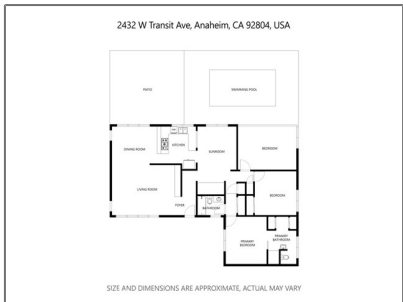 2432 W Transit Ave, Anaheim, CA 92804, USA
PATIO
SWIMMING POOL
DINING ROOM
KITCHEN
SUNROOM
BEDROOM
LIVING ROOM
BEDROOM
FOYER
BATHROOM
PRIMARY
BEDROOM
PRIMARY
BATHROOM
SIZE AND DIMENSIONS ARE APPROXIMATE, ACTUAL MAY VARY